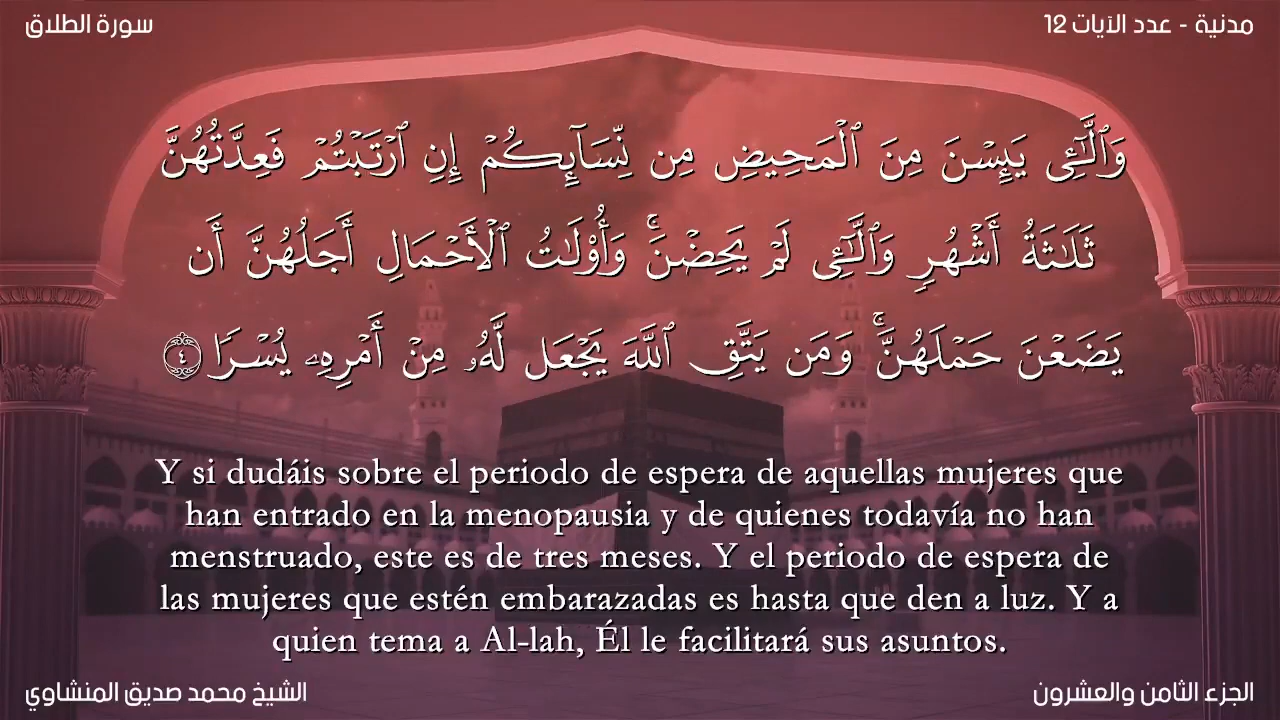 سورة الطلاق
مدنية - عدد الآيات 12
وَٱلَّـٰٓـِٔى يَئِسْنَ مِنَ ٱلْمَحِيضِ مِن نِّسَآئِكُمْ إِنِ ٱرْتَبْتُمْ فَعِدَّتُهُنَّ
ثَلَـٰثَةُ أَشْهُرٍ وَٱلَّـٰٓـِٔى لَمْ يَحِضْنَ ۚ وَأُو۟لَـٰتُ ٱلْأَحْمَالِ أَجَلُهُنَّ أَن
يَضَعْنَ حَمْلَهُنَّ ۚ وَمَن يَتَّقِ ٱللَّهَ يَجْعَل لَّهُۥ مِنْ أَمْرِهِۦ يُسْرًا ٤
Y si dudáis sobre el periodo de espera de aquellas mujeres que
han entrado en la menopausia y de quienes todavía no han
menstruado, este es de tres meses. Y el periodo de espera de
las mujeres que estén embarazadas es hasta que den a luz. Y a
quien tema a Al-lah, Él le facilitará sus asuntos.
الشيخ محمد صديق المنشاوي
الجزء الثامن والعشرون